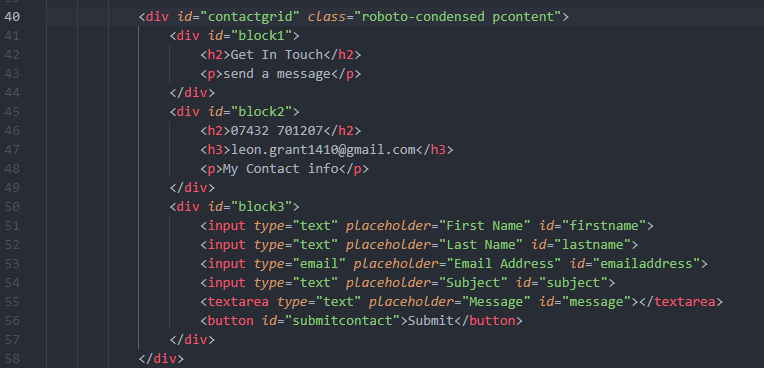 40 <div id="contactgrid" class="roboto-condensed pcontent">
41 <div id="block1">
42 <h2>Get In Touch</h2>
43 <p>send a message</p>
44 </div>
45 <div id="block2">
46 <h2>07432 701207</h2>
47 <h3>leon.grant1410@gmail.com</h3>
48 <p>My Contact info</p>
49 </div>
50 <div id="block3">
51 <input type="text" placeholder="First Name" id="firstname">
52 <input type="text" placeholder="Last Name" id="lastname">
53 <input type="email" placeholder="Email Address" id="emailaddress">
54 <input type="text" placeholder="Subject" id="subject">
55 <textarea type="text" placeholder="Message" id="message"></textarea>
56 <button id="submitcontact">Submit</button>
57 </div>
58 </div>